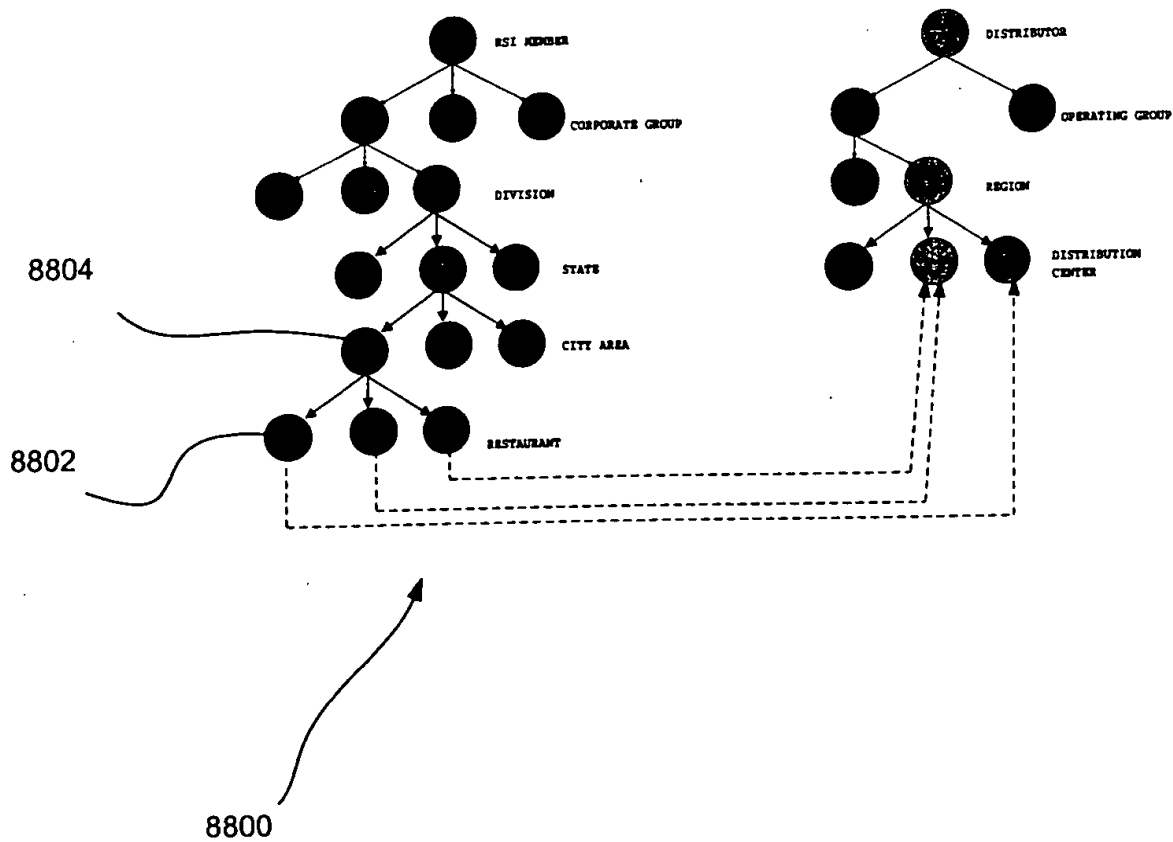 RSI MEMBER
DISTRIBUTOR
CORPORATE GROUP
OPERATING GROUP
DIVISION
REGION
8804
STATE
DISTRIBUTION
CENTER
CITY AREA
8802
RESTAURANT
8800